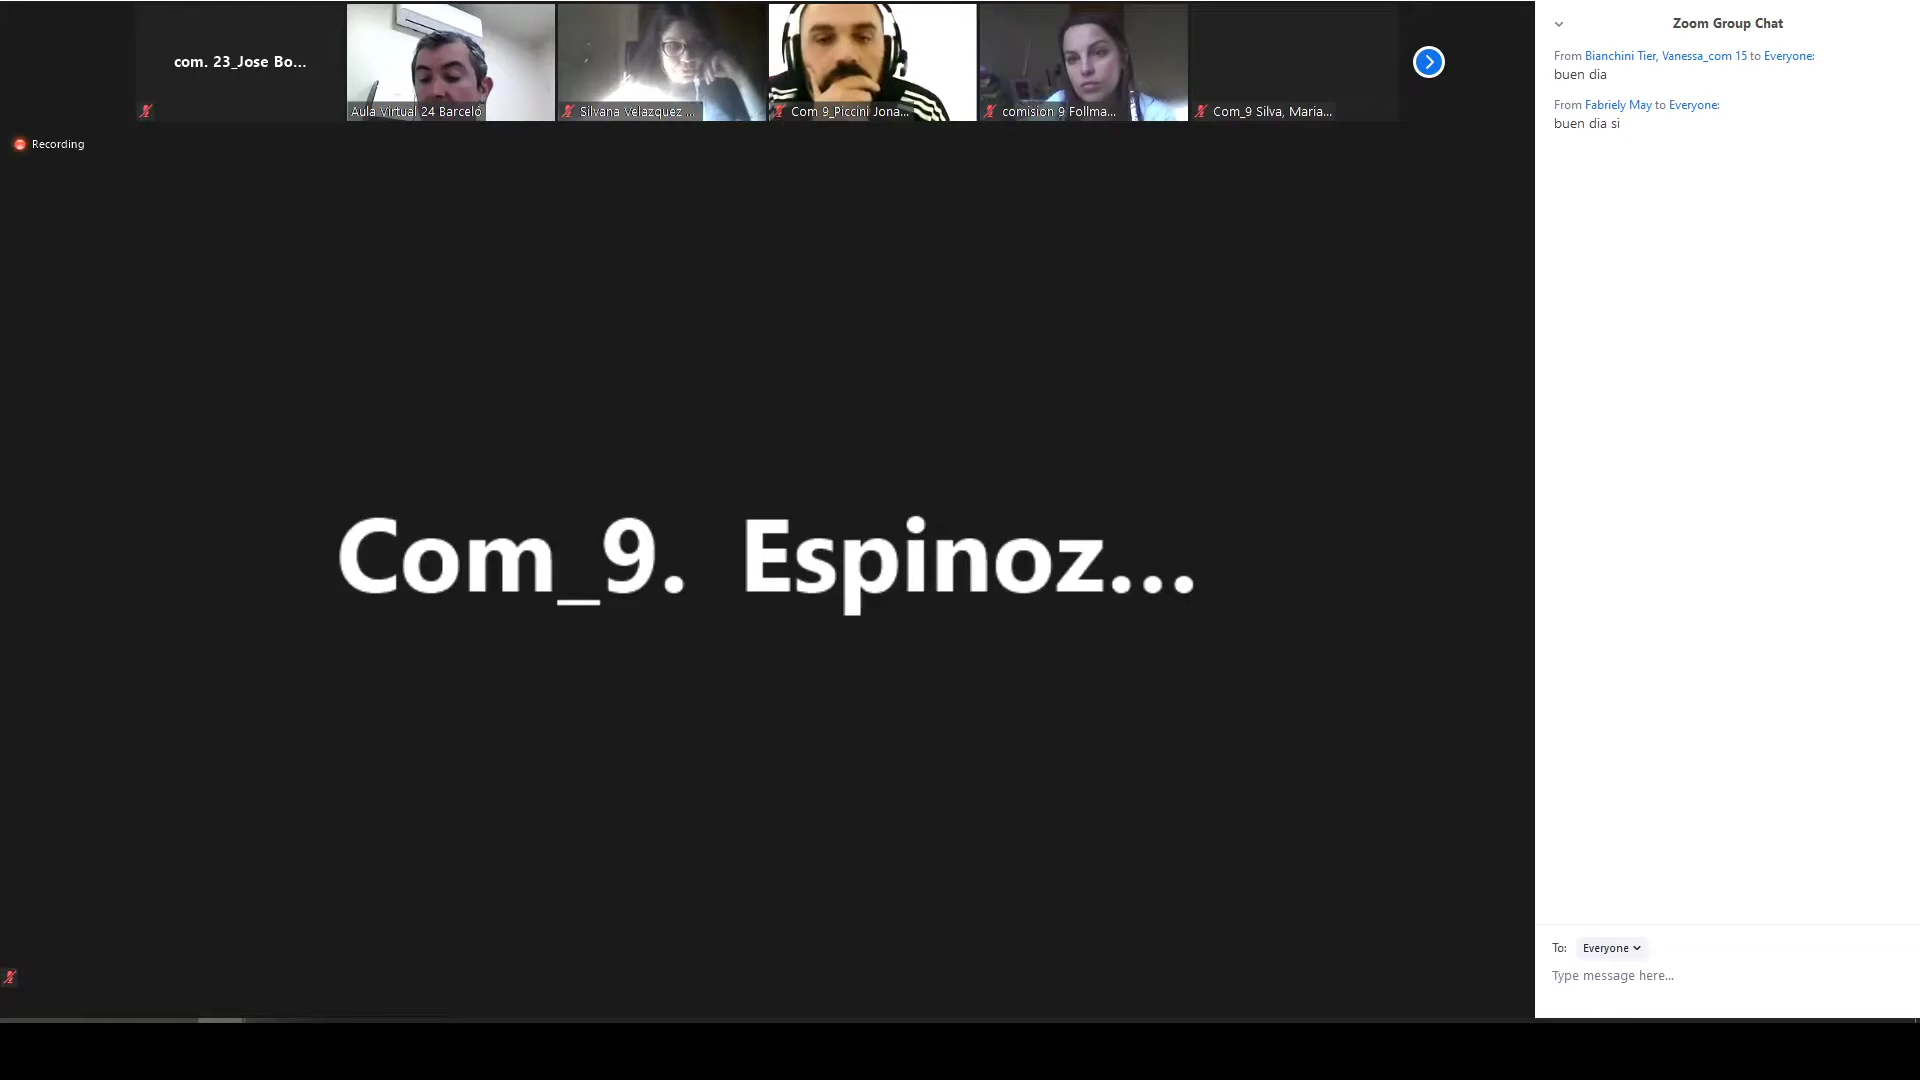 com. 23_Jose Bo...
Aula Virtual 24 Barceló
Silvana Velazquez ...
Com 9_Piccini Jona...
comision 9 Follma...
Com_9 Silva, Maria...
Recording
Com_9. Espinoz...
Zoom Group Chat
From Bianchini Tier, Vanessa_com 15 to Everyone:
buen dia
From Fabriely May to Everyone:
buen dia si
To: Everyone
Type message here...